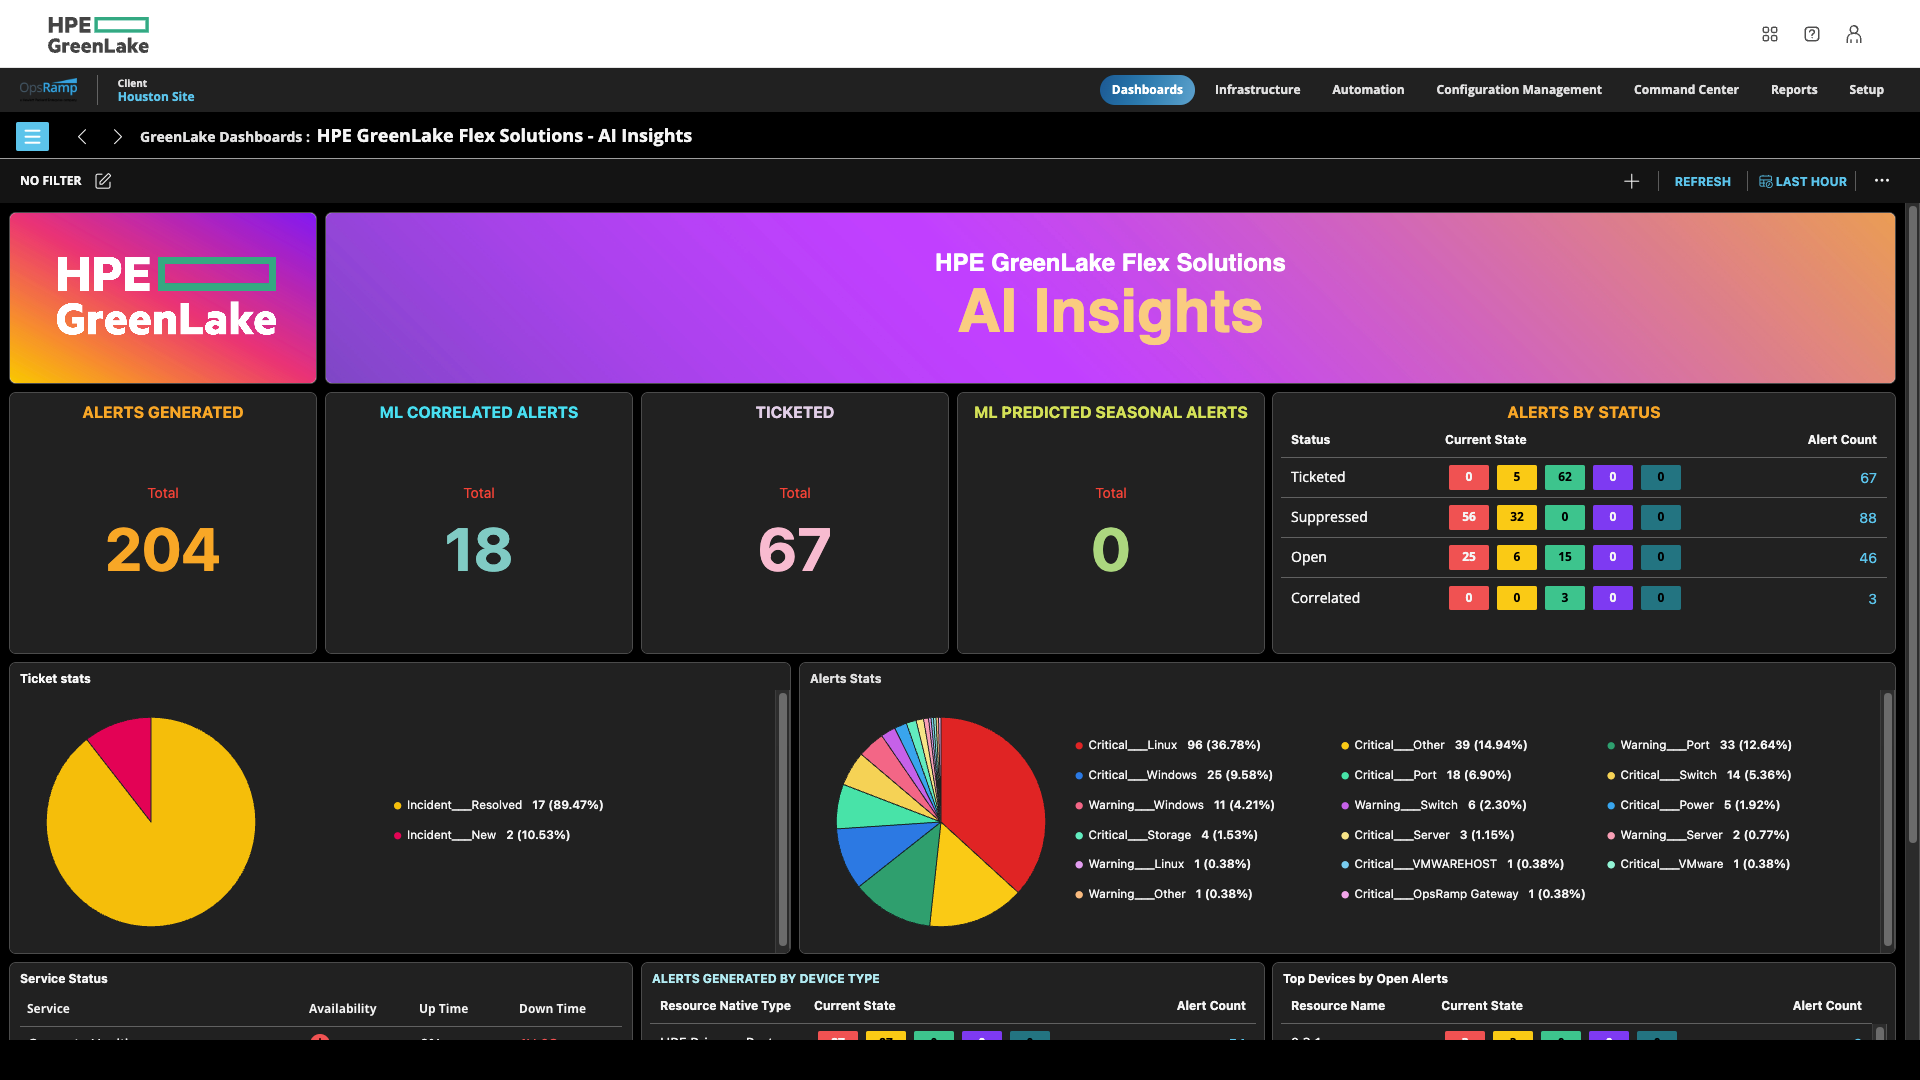 HPE
GreenLake
OpsRamp
Client
Houston Site
Dashboards Infrastructure Automation Configuration Management Command Center Reports Setup
GreenLake Dashboards : HPE GreenLake Flex Solutions - AI Insights
NO FILTER
REFRESH LAST HOUR
HPE
GreenLake
HPE GreenLake Flex Solutions
AI Insights
ALERTS GENERATED
Total
204
ML CORRELATED ALERTS
Total
18
TICKETED
Total
67
ML PREDICTED SEASONAL ALERTS
Total
0
ALERTS BY STATUS
Status Current State Alert Count
Ticketed 0 5 62 0 0 67
Suppressed 56 32 0 0 0 88
Open 25 6 15 0 0 46
Correlated 0 0 3 0 0 3
Ticket stats
Incident___Resolved 17 (89.47%)
Incident___New 2 (10.53%)
Alerts Stats
Critical___Linux 96 (36.78%) Critical___Other 39 (14.94%) Warning___Port 33 (12.64%)
Critical___Windows 25 (9.58%) Critical___Port 18 (6.90%) Critical___Switch 14 (5.36%)
Warning___Windows 11 (4.21%) Warning___Switch 6 (2.30%) Critical___Power 5 (1.92%)
Critical___Storage 4 (1.53%) Critical___Server 3 (1.15%) Warning___Server 2 (0.77%)
Warning___Linux 1 (0.38%) Critical___VMWAREHOST 1 (0.38%) Critical___VMware 1 (0.38%)
Warning___Other 1 (0.38%) Critical___OpsRamp Gateway 1 (0.38%)
Service Status
Service Availability Up Time Down Time
ALERTS GENERATED BY DEVICE TYPE
Resource Native Type Current State Alert Count
Top Devices by Open Alerts
Resource Name Current State Alert Count